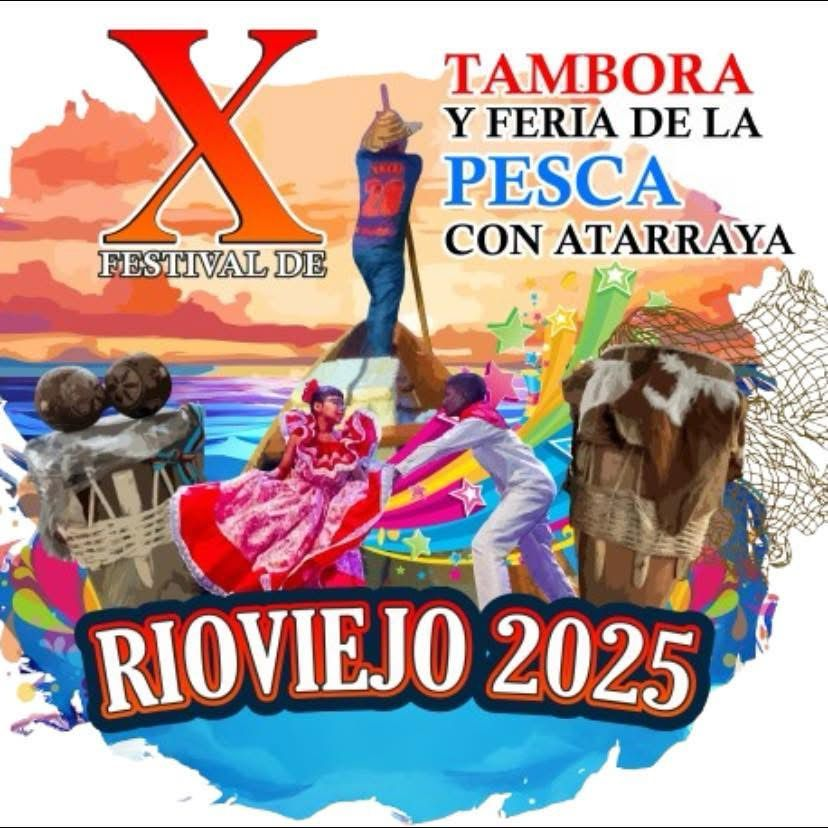 X
FESTIVAL DE
TAMBORA
Y FERIA DE LA
PESCA
CON ATARRAYA
RIOVIEJO 2025